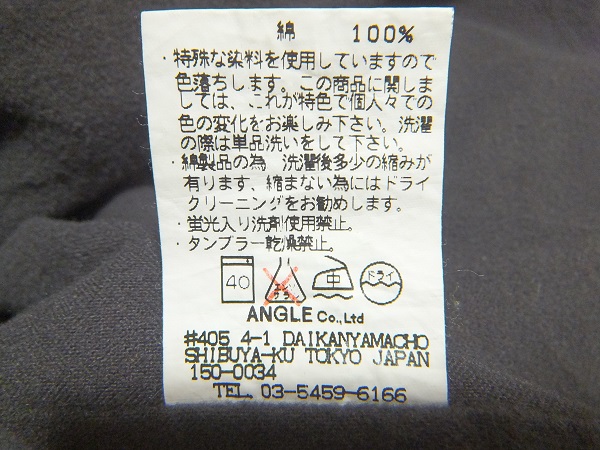 綿 100%
・特殊な染料を使用していますので
色落ちします。この商品に関しま
しては、これが特色で個人々での
色の変化をお楽しみ下さい。洗濯
の際は単品洗いをして下さい。
・綿製品の為 洗濯後多少の縮みが
有ります、縮まない為にはドライ
クリーニングをお勧めします。
・蛍光入り洗剤使用禁止。
・タンブラー乾燥禁止。
40 エンソ サラシ 中 ドライ
ANGLE Co.,Ltd
#405 4-1 DAIKANYAMACHO
SHIBUYA-KU TOKYO JAPAN
150-0034
TEL. 03-5459-6166